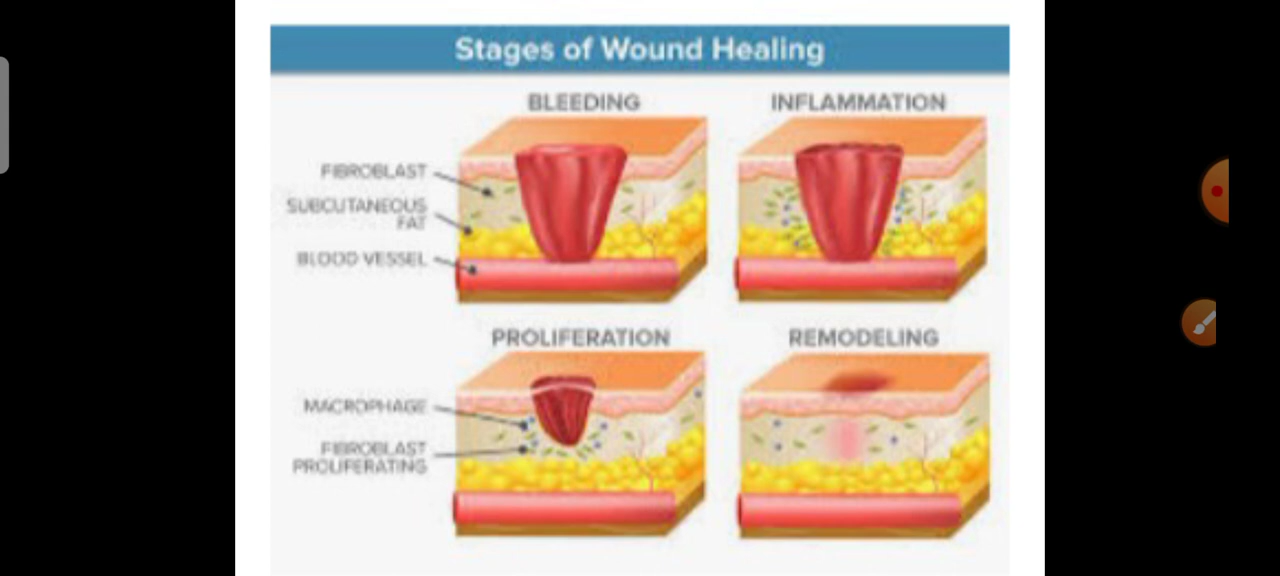 Stages of Wound Healing
BLEEDING
INFLAMMATION
FIBROBLAST
SUBCUTANEOUS
FAT
BLOOD VESSEL
PROLIFERATION
REMODELING
MACROPHAGE
FIBROBLAST
PROLIFERATING